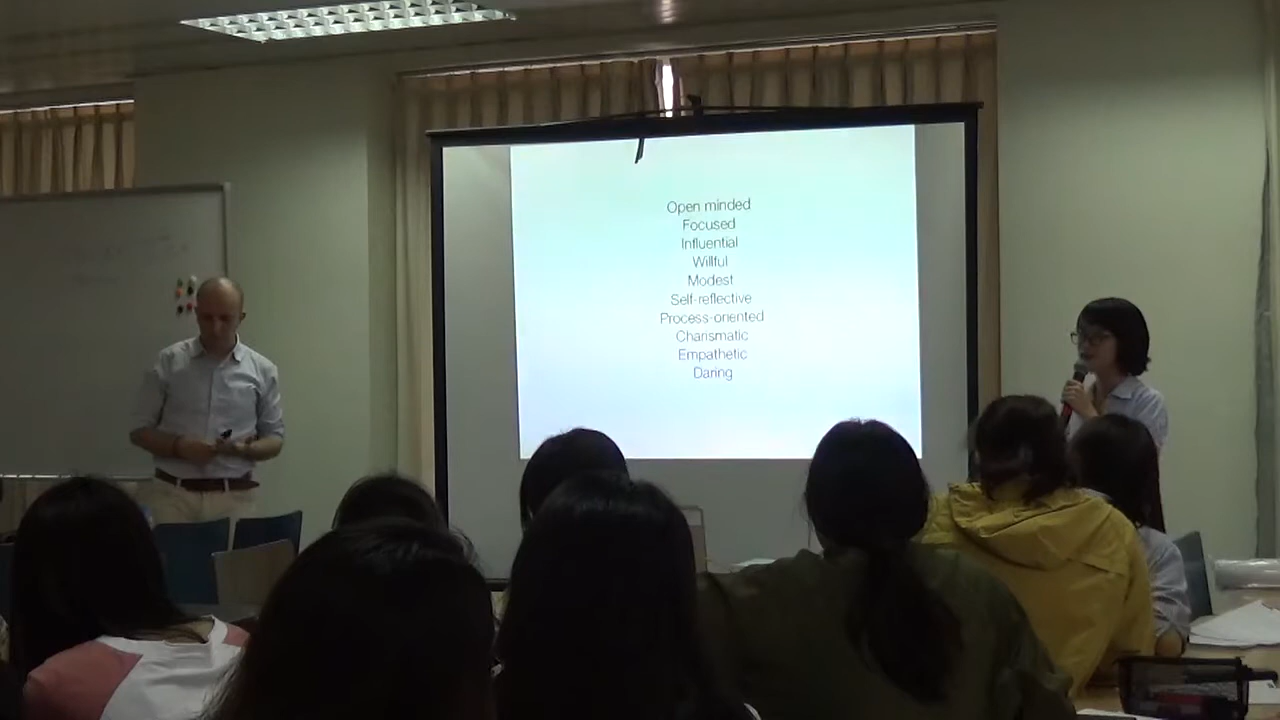 Open minded
Focused
Influential
Willful
Modest
Self-reflective
Process-oriented
Charismatic
Empathetic
Daring